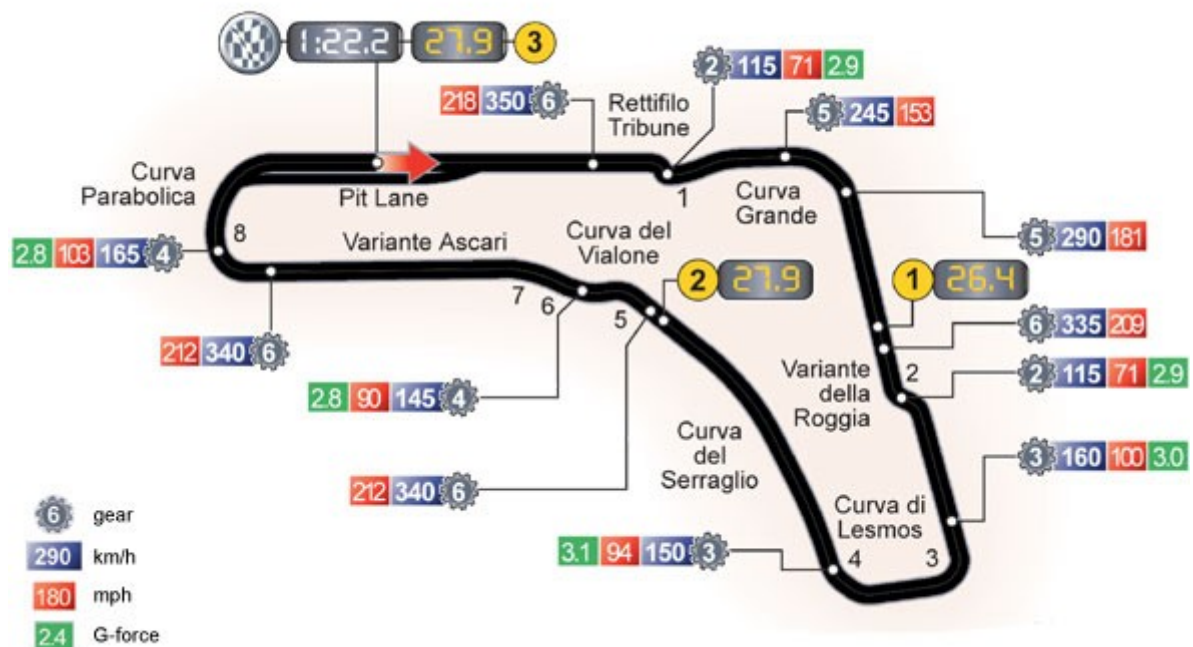 1:22.2 27.9 3
218 350 6
Rettifilo
Tribune
2 115 71 2.9
5 245 153
Curva
Parabolica
Pit Lane
1
Curva
Grande
8
2.8 103 165 4
Variante Ascari
Curva del
Vialone
5 290 181
2 27.9
1 26.4
7
6
5
6 335 209
212 340 6
Variante
della
Roggia
2
2 115 71 2.9
2.8 90 145 4
Curva
del
Serraglio
3 160 100 3.0
212 340 6
Curva di
Lesmos
3.1 94 150 3
4
3
6 gear
290 km/h
180 mph
2.4 G-force